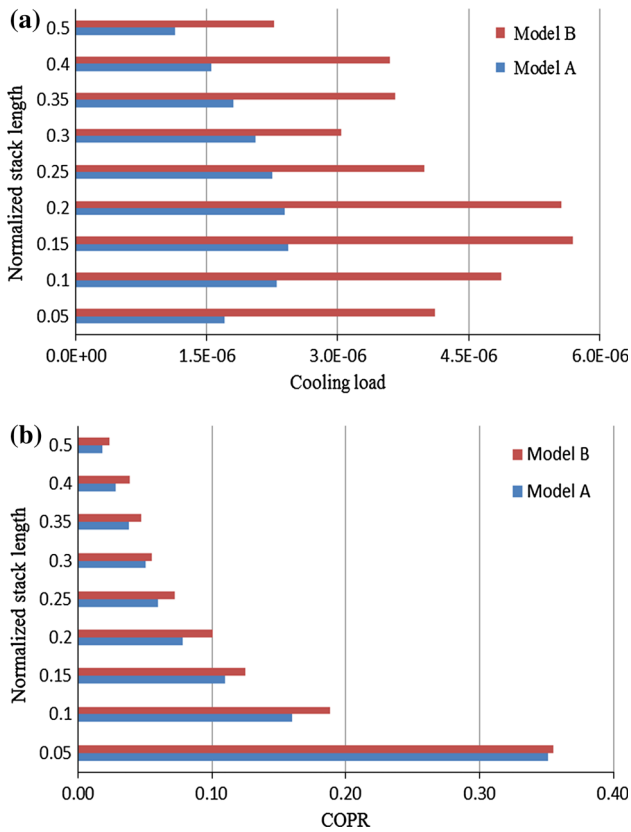 (a)
0.5
0.4
0.35
0.3
0.25
0.2
0.15
0.1
0.05
Normalized stack length
Model B
Model A
0.0E+00 1.5E-06 3.0E-06 4.5E-06 6.0E-06
Cooling load
(b)
0.5
0.4
0.35
0.3
0.25
0.2
0.15
0.1
0.05
Normalized stack length
Model B
Model A
0.00 0.10 0.20 0.30 0.40
COPR